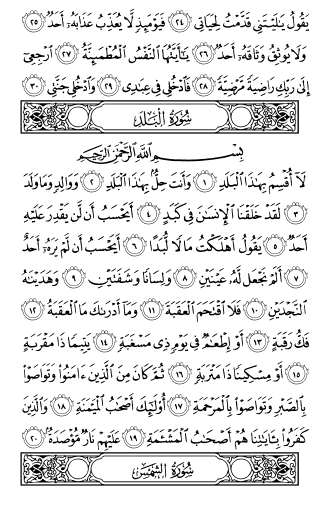 يَقُولُ يَٰلَيْتَنِى قَدَّمْتُ لِحَيَاتِى ٢٤ فَيَوْمَئِذٍ لَّا يُعَذِّبُ عَذَابَهُۥٓ أَحَدٌ ٢٥
وَلَا يُوثِقُ وَثَاقَهُۥٓ أَحَدٌ ٢٦ يَٰٓأَيَّتُهَا ٱلنَّفْسُ ٱلْمُطْمَئِنَّةُ ٢٧ ٱرْجِعِىٓ
إِلَىٰ رَبِّكِ رَاضِيَةً مَّرْضِيَّةً ٢٨ فَٱدْخُلِى فِى عِبَٰدِى ٢٩ وَٱدْخُلِى جَنَّتِى ٣٠
سُورَةُ الْبَلَدِ
بِسْمِ ٱللَّهِ ٱلرَّحْمَٰنِ ٱلرَّحِيمِ
لَآ أُقْسِمُ بِهَٰذَا ٱلْبَلَدِ ١ وَأَنتَ حِلٌّۢ بِهَٰذَا ٱلْبَلَدِ ٢ وَوَالِدٍ وَمَا وَلَدَ
٣ لَقَدْ خَلَقْنَا ٱلْإِنسَٰنَ فِى كَبَدٍ ٤ أَيَحْسَبُ أَن لَّن يَقْدِرَ عَلَيْهِ
أَحَدٌ ٥ يَقُولُ أَهْلَكْتُ مَالًا لُّبَدًا ٦ أَيَحْسَبُ أَن لَّمْ يَرَهُۥٓ أَحَدٌ
٧ أَلَمْ نَجْعَل لَّهُۥ عَيْنَيْنِ ٨ وَلِسَانًا وَشَفَتَيْنِ ٩ وَهَدَيْنَٰهُ
ٱلنَّجْدَيْنِ ١٠ فَلَا ٱقْتَحَمَ ٱلْعَقَبَةَ ١١ وَمَآ أَدْرَىٰكَ مَا ٱلْعَقَبَةُ ١٢
فَكُّ رَقَبَةٍ ١٣ أَوْ إِطْعَٰمٌ فِى يَوْمٍ ذِى مَسْغَبَةٍ ١٤ يَتِيمًا ذَا مَقْرَبَةٍ
١٥ أَوْ مِسْكِينًا ذَا مَتْرَبَةٍ ١٦ ثُمَّ كَانَ مِنَ ٱلَّذِينَ ءَامَنُوا۟ وَتَوَاصَوْا۟
بِٱلصَّبْرِ وَتَوَاصَوْا۟ بِٱلْمَرْحَمَةِ ١٧ أُو۟لَٰٓئِكَ أَصْحَٰبُ ٱلْمَيْمَنَةِ ١٨ وَٱلَّذِينَ
كَفَرُوا۟ بِـَٔايَٰتِنَا هُمْ أَصْحَٰبُ ٱلْمَشْـَٔمَةِ ١٩ عَلَيْهِمْ نَارٌ مُّؤْصَدَةٌۢ ٢٠
سُورَةُ الشَّمْسِ